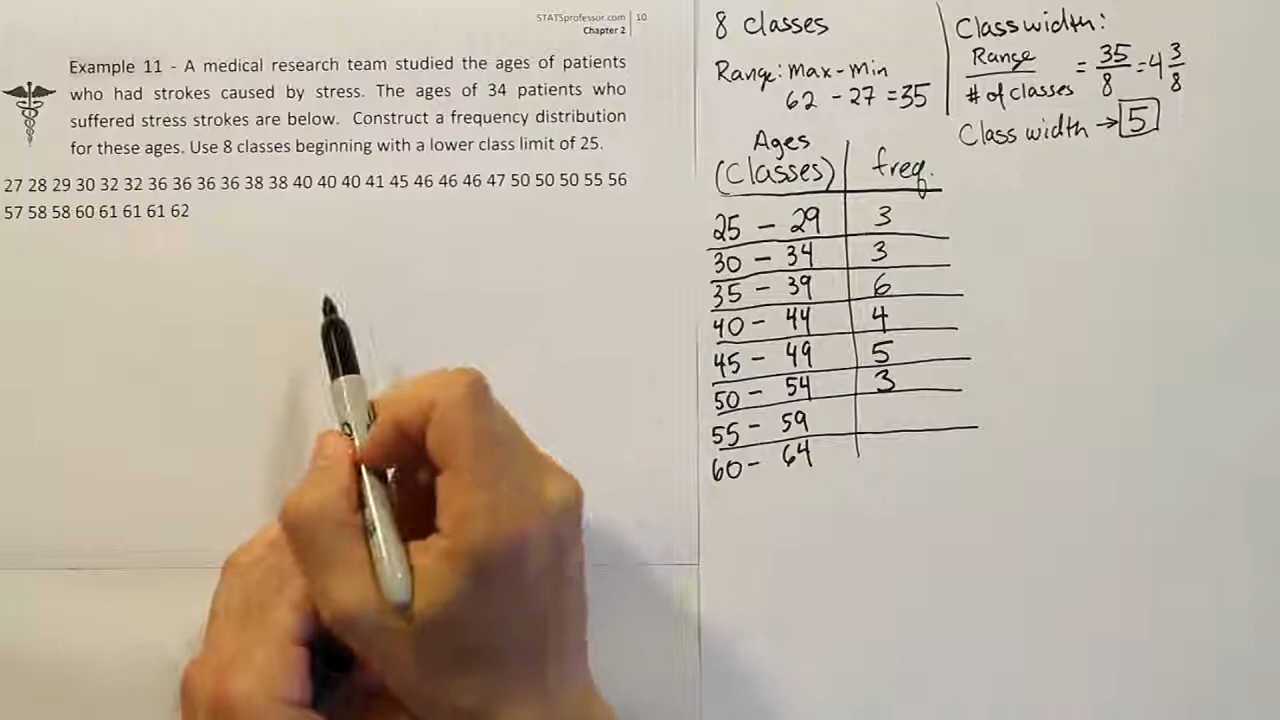 STATSprofessor.com | 10
Chapter 2
Example 11 - A medical research team studied the ages of patients
who had strokes caused by stress. The ages of 34 patients who
suffered stress strokes are below. Construct a frequency distribution
for these ages. Use 8 classes beginning with a lower class limit of 25.
27 28 29 30 32 32 36 36 36 36 38 38 40 40 40 41 45 46 46 46 47 50 50 50 55 56
57 58 58 60 61 61 61 62
8 classes
Range: Max - Min
62 - 27 = 35
Class width:
Range / # of classes = 35/8 = 4 3/8
Class width → 5
Ages
(Classes) freq.
25 - 29 3
30 - 34 3
35 - 39 6
40 - 44 4
45 - 49 5
50 - 54 3
55 - 59
60 - 64